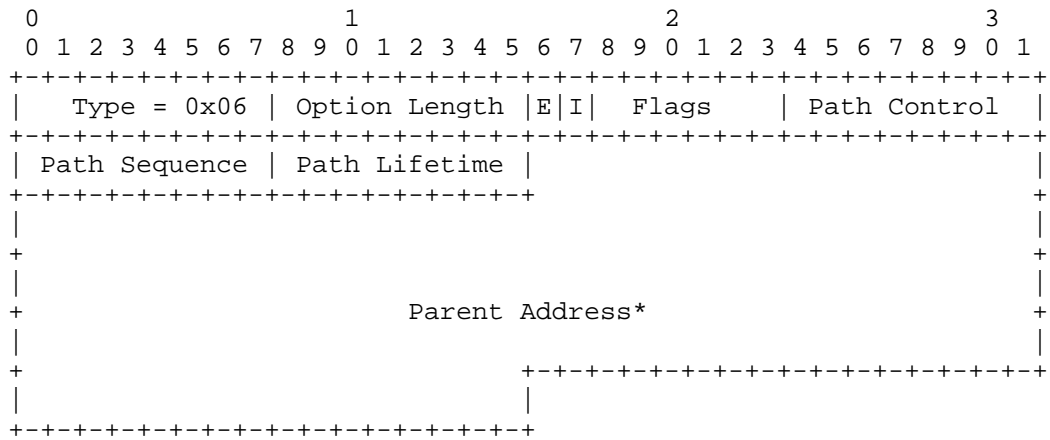 0 1 2 3
0 1 2 3 4 5 6 7 8 9 0 1 2 3 4 5 6 7 8 9 0 1 2 3 4 5 6 7 8 9 0 1
Type = 0x06 | Option Length |E|I| Flags | Path Control
Path Sequence | Path Lifetime
Parent Address*